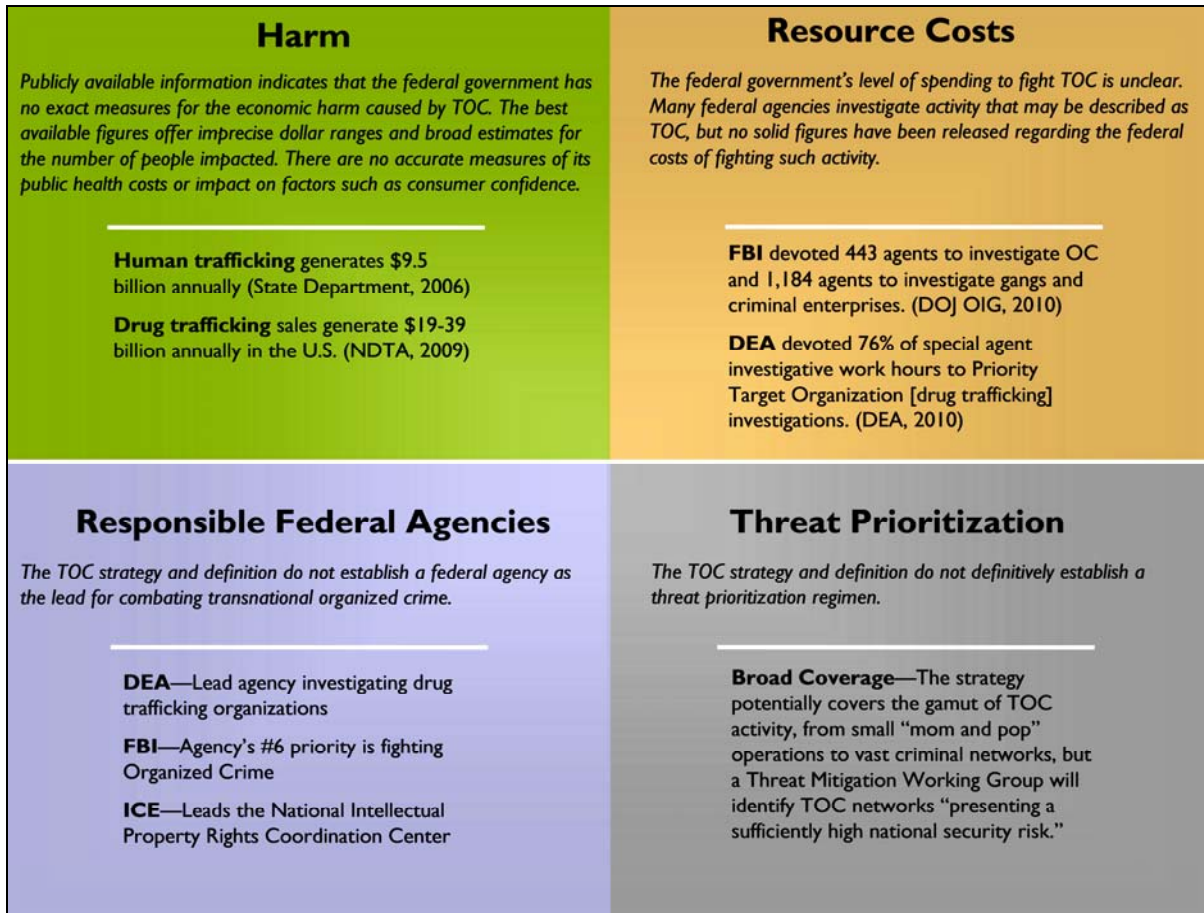 Harm
Publicly available information indicates that the federal government has
no exact measures for the economic harm caused by TOC. The best
available figures offer imprecise dollar ranges and broad estimates for
the number of people impacted. There are no accurate measures of its
public health costs or impact on factors such as consumer confidence.
Human trafficking generates $9.5
billion annually (State Department, 2006)
Drug trafficking sales generate $19-39
billion annually in the U.S. (NDTA, 2009)
Resource Costs
The federal government's level of spending to fight TOC is unclear.
Many federal agencies investigate activity that may be described as
TOC, but no solid figures have been released regarding the federal
costs of fighting such activity.
FBI devoted 443 agents to investigate OC
and 1,184 agents to investigate gangs and
criminal enterprises. (DOJ OIG, 2010)
DEA devoted 76% of special agent
investigative work hours to Priority
Target Organization [drug trafficking]
investigations. (DEA, 2010)
Responsible Federal Agencies
The TOC strategy and definition do not establish a federal agency as
the lead for combating transnational organized crime.
DEA—Lead agency investigating drug
trafficking organizations
FBI—Agency's #6 priority is fighting
Organized Crime
ICE—Leads the National Intellectual
Property Rights Coordination Center
Threat Prioritization
The TOC strategy and definition do not definitively establish a
threat prioritization regimen.
Broad Coverage—The strategy
potentially covers the gamut of TOC
activity, from small "mom and pop"
operations to vast criminal networks, but
a Threat Mitigation Working Group will
identify TOC networks "presenting a
sufficiently high national security risk."